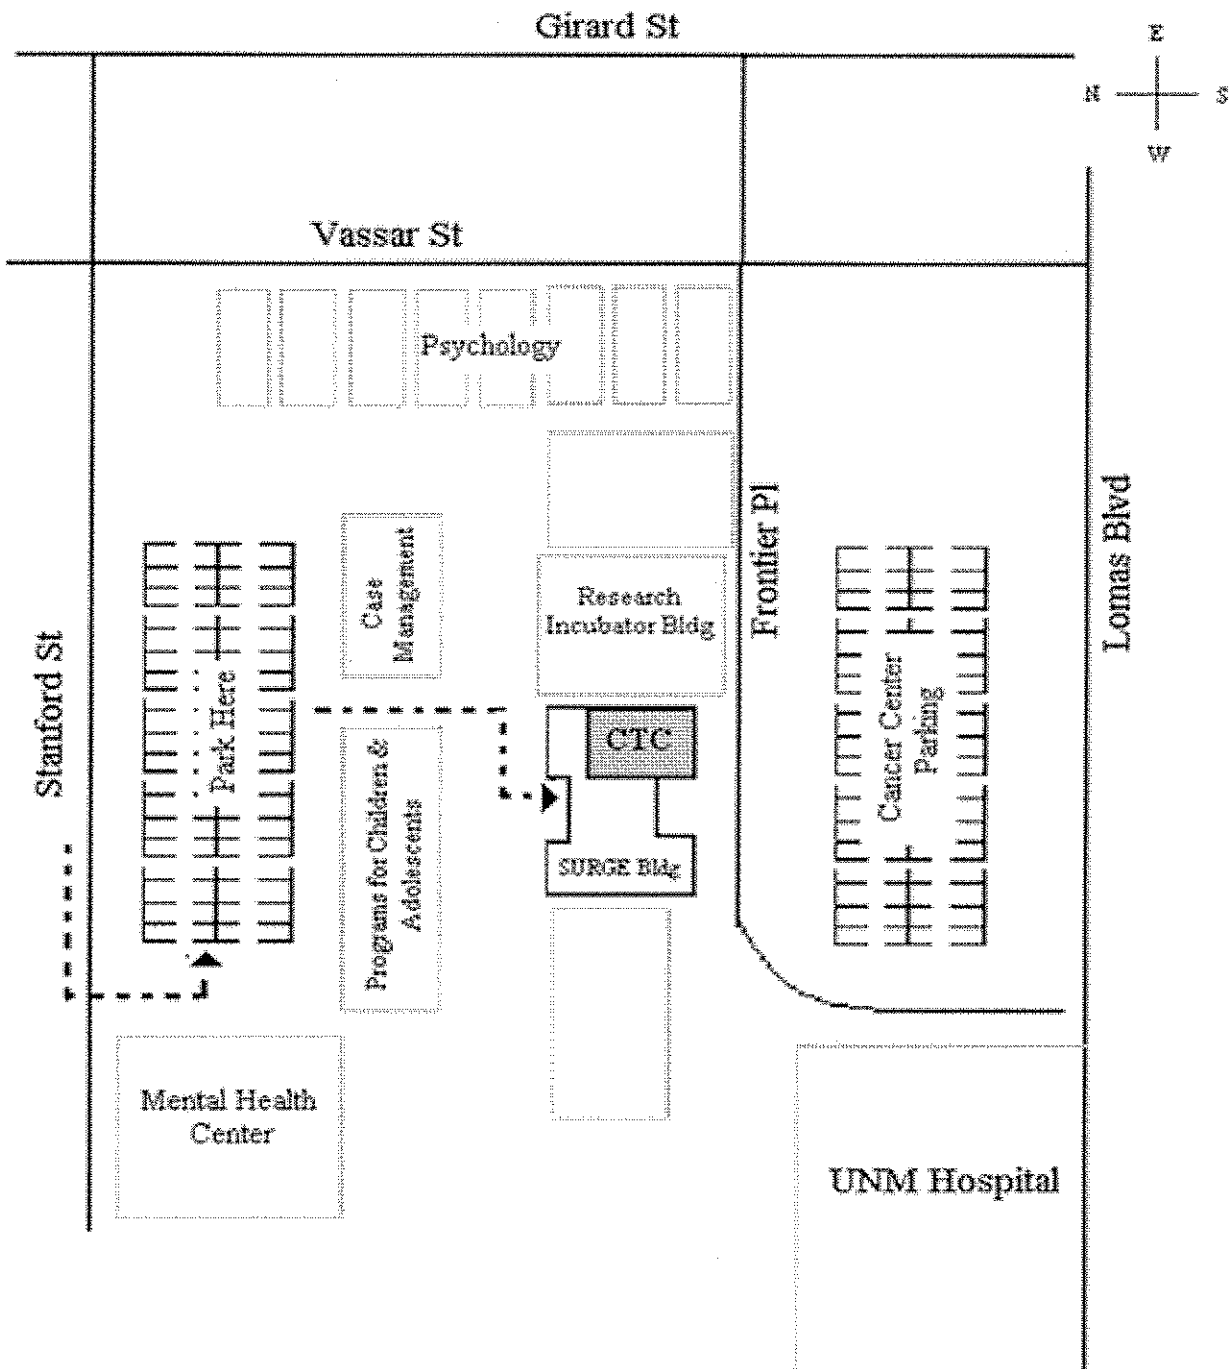 Girard St
E
N
S
W
Vassar St
Psychology
Case
Management
Research
Incubator Bldg
Frontier Pl
Lomas Blvd
Stanford St
Park Here
Cancer Center
Parking
CTC
Programs for Children &
Adolescents
SURGE Bldg
Mental Health
Center
UNM Hospital